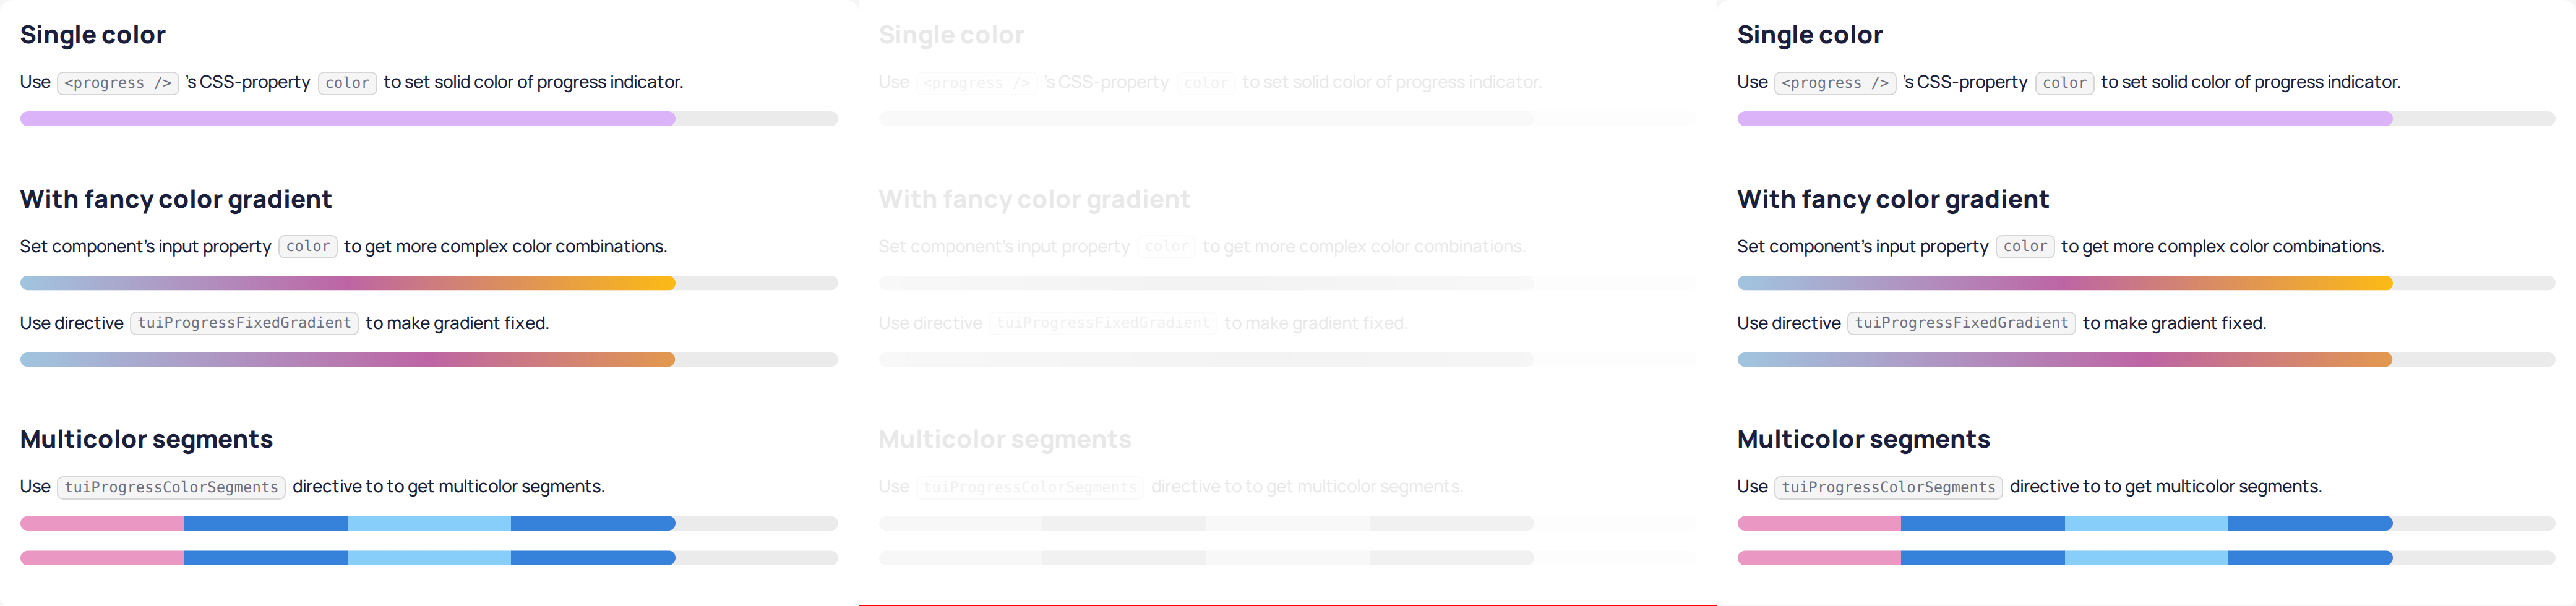 Single color
Use <progress /> 's CSS-property color to set solid color of progress indicator.
With fancy color gradient
Set component's input property color to get more complex color combinations.
Use directive tuiProgressFixedGradient to make gradient fixed.
Multicolor segments
Use tuiProgressColorSegments directive to to get multicolor segments.
Single color
Use <progress /> 's CSS-property color to set solid color of progress indicator.
With fancy color gradient
Set component's input property color to get more complex color combinations.
Use directive tuiProgressFixedGradient to make gradient fixed.
Multicolor segments
Use tuiProgressColorSegments directive to to get multicolor segments.
Single color
Use <progress /> 's CSS-property color to set solid color of progress indicator.
With fancy color gradient
Set component's input property color to get more complex color combinations.
Use directive tuiProgressFixedGradient to make gradient fixed.
Multicolor segments
Use tuiProgressColorSegments directive to to get multicolor segments.